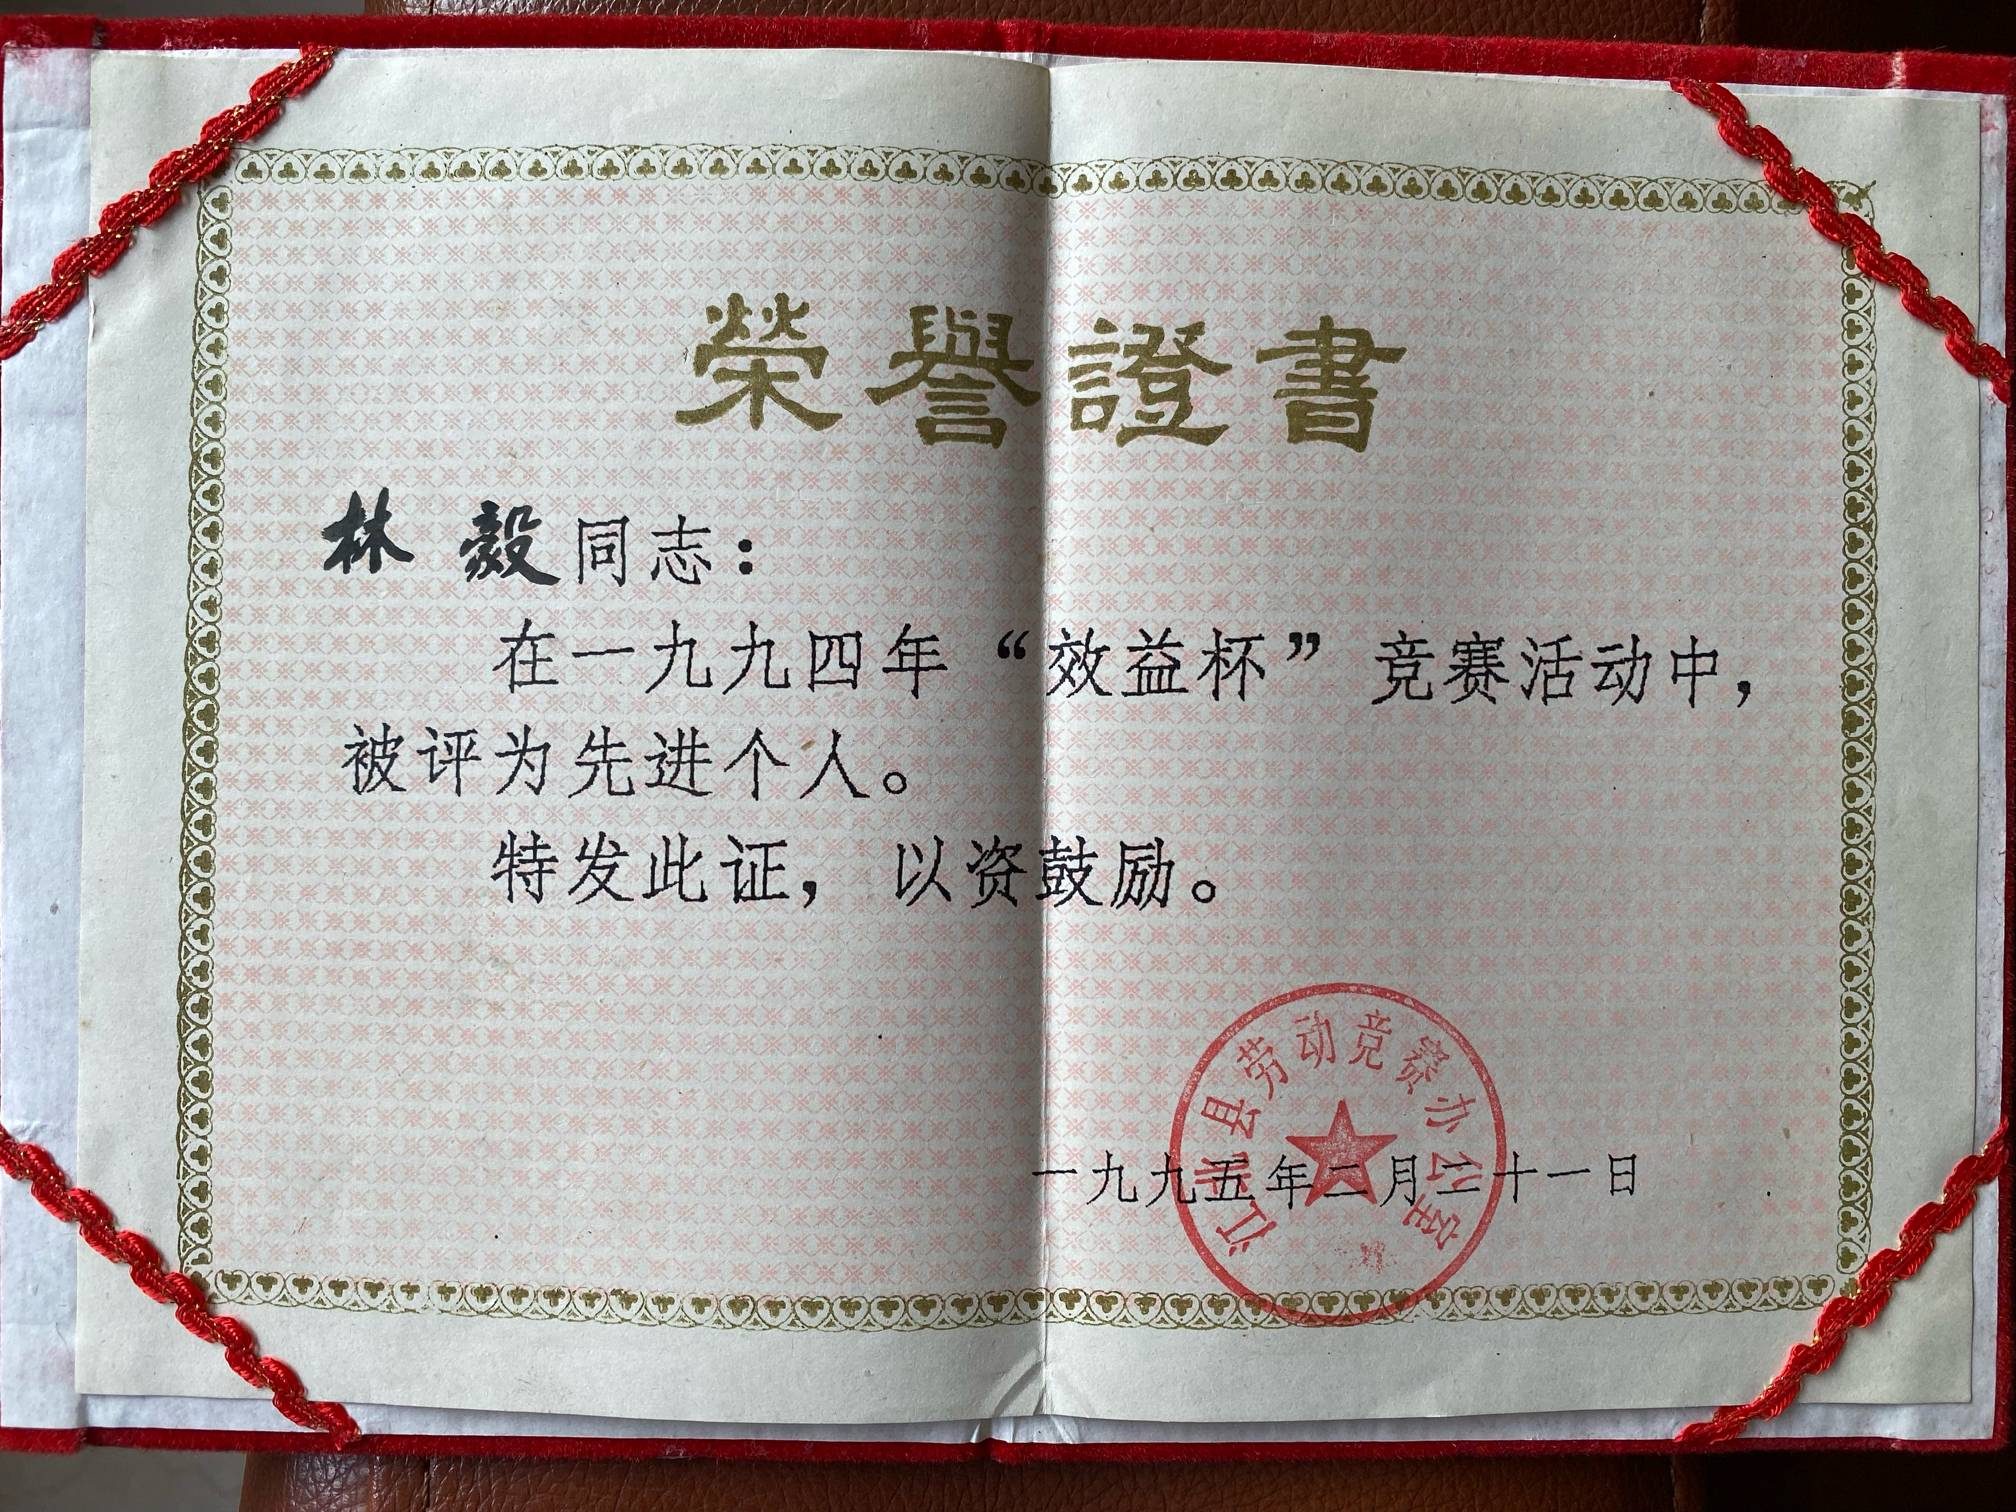 榮譽證書
林毅同志：
在一九九四年“效益杯”竞赛活动中，
被评为先进个人。
特发此证，以资鼓励。
县劳动竞赛办公室
一九九五年二月二十一日